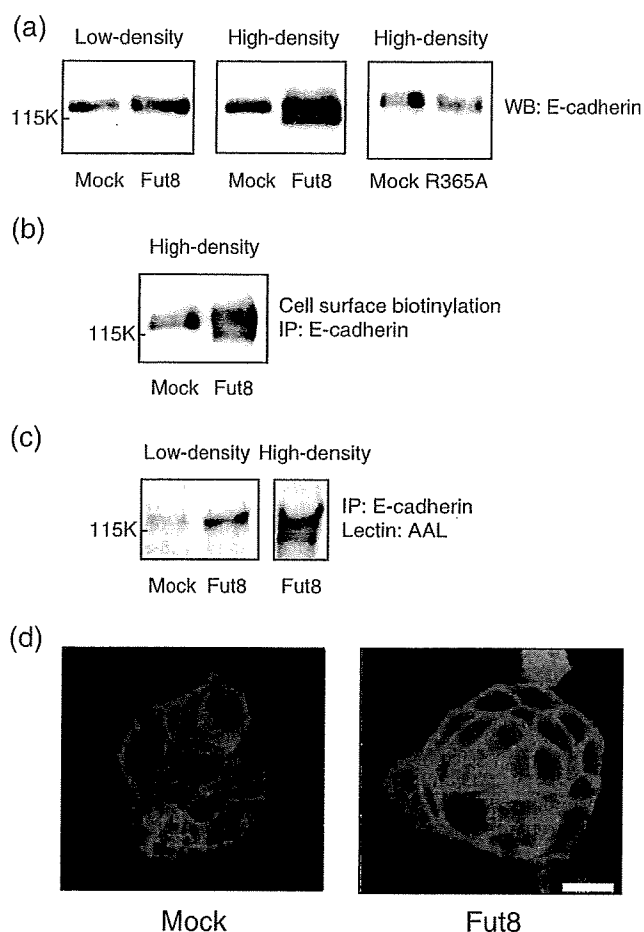 (a)
Low-density High-density High-density
115K
WB: E-cadherin
Mock Fut8 Mock Fut8 Mock R365A
(b)
High-density
115K
Cell surface biotinylation
IP: E-cadherin
Mock Fut8
(c)
Low-density High-density
115K
IP: E-cadherin
Lectin: AAL
Mock Fut8 Fut8
(d)
Mock Fut8